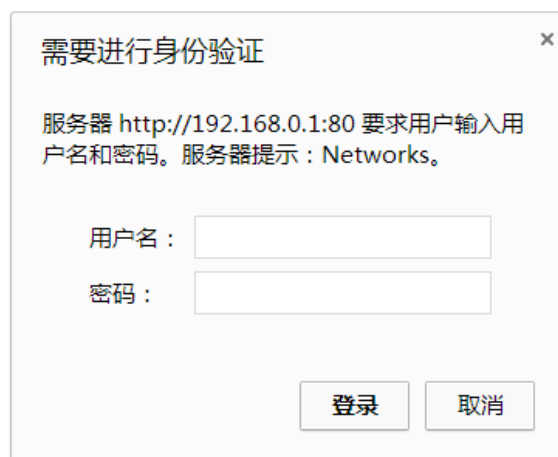 需要进行身份验证
服务器 http://192.168.0.1:80 要求用户输入用
户名和密码。服务器提示：Networks。
用户名：
密码：
登录 取消